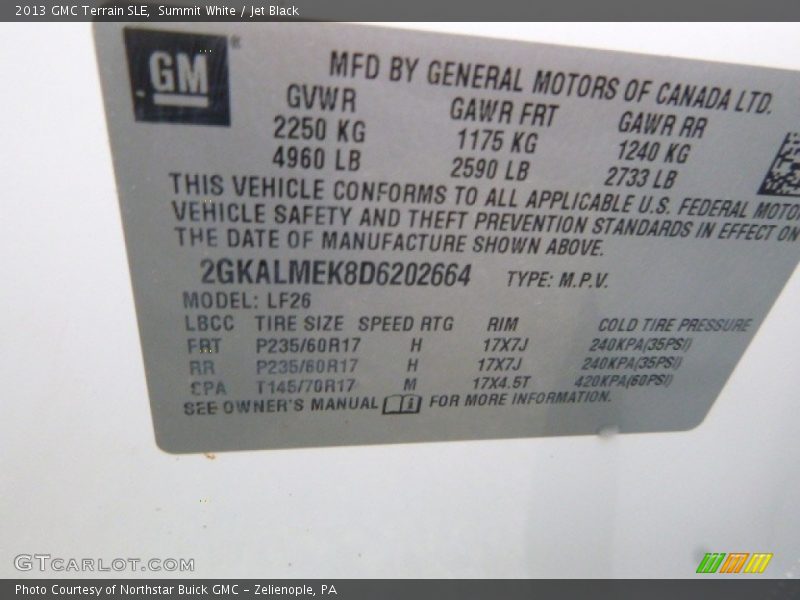 2013 GMC Terrain SLE, Summit White / Jet Black
GM
MFD BY GENERAL MOTORS OF CANADA LTD.
GVWR GAWR FRT GAWR RR
2250 KG 1175 KG 1240 KG
4960 LB 2590 LB 2733 LB
THIS VEHICLE CONFORMS TO ALL APPLICABLE U.S. FEDERAL MOTO
VEHICLE SAFETY AND THEFT PREVENTION STANDARDS IN EFFECT ON
THE DATE OF MANUFACTURE SHOWN ABOVE.
2GKALMEK8D6202664 TYPE: M.P.V.
MODEL: LF26
LBCC TIRE SIZE SPEED RTG RIM COLD TIRE PRESSURE
FRT P235/60R17 H 17X7J 240KPA(35PSI)
RR P235/60R17 H 17X7J 240KPA(35PSI)
SPA T145/70R17 M 17X4.5T 420KPA(60PSI)
SEE OWNER'S MANUAL FOR MORE INFORMATION.
GTCARLOT.COM
Photo Courtesy of Northstar Buick GMC - Zelienople, PA